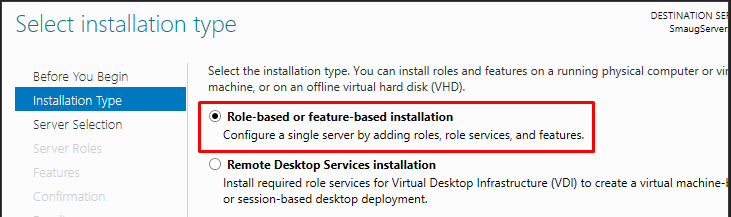 Select installation type
DESTINATION SER
SmaugServer.
Before You Begin
Installation Type
Server Selection
Server Roles
Features
Confirmation
Select the installation type. You can install roles and features on a running physical computer or
machine, or on an offline virtual hard disk (VHD).
Role-based or feature-based installation
Configure a single server by adding roles, role services, and features.
Remote Desktop Services installation
Install required role services for Virtual Desktop Infrastructure (VDI) to create a virtual machine-b
or session-based desktop deployment.